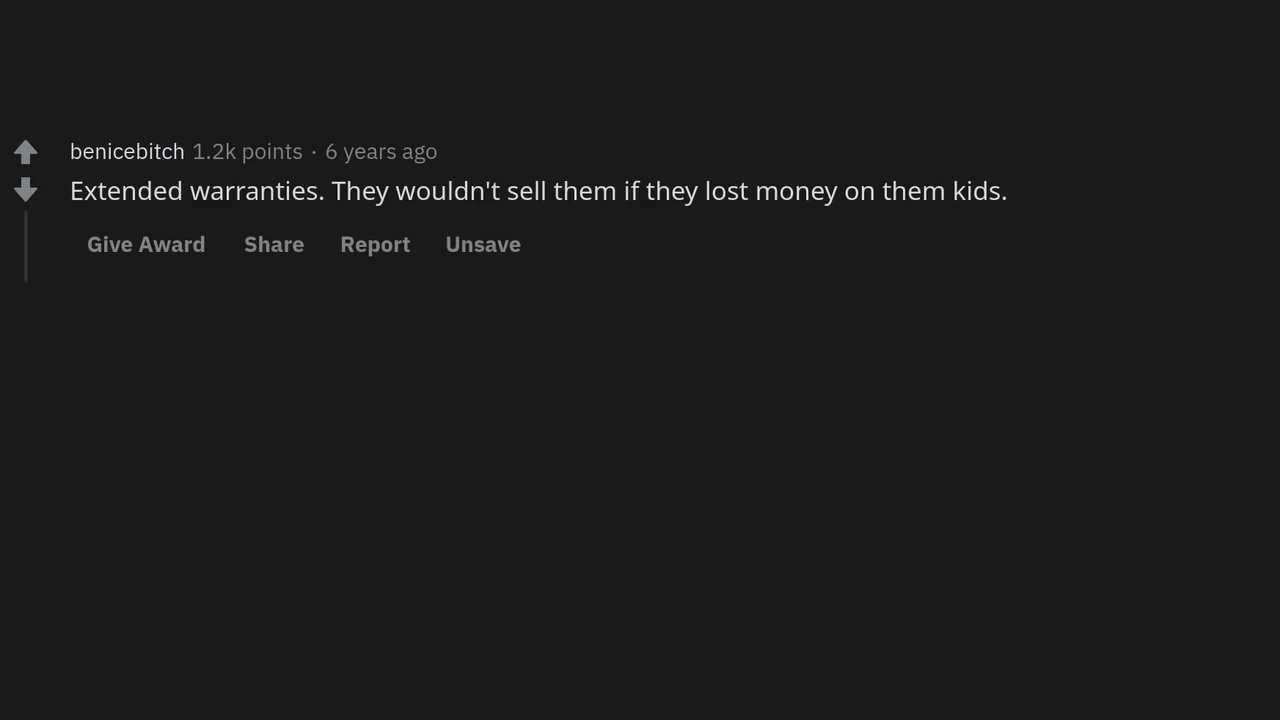 benicebitch 1.2k points · 6 years ago
Extended warranties. They wouldn't sell them if they lost money on them kids.
Give Award Share Report Unsave